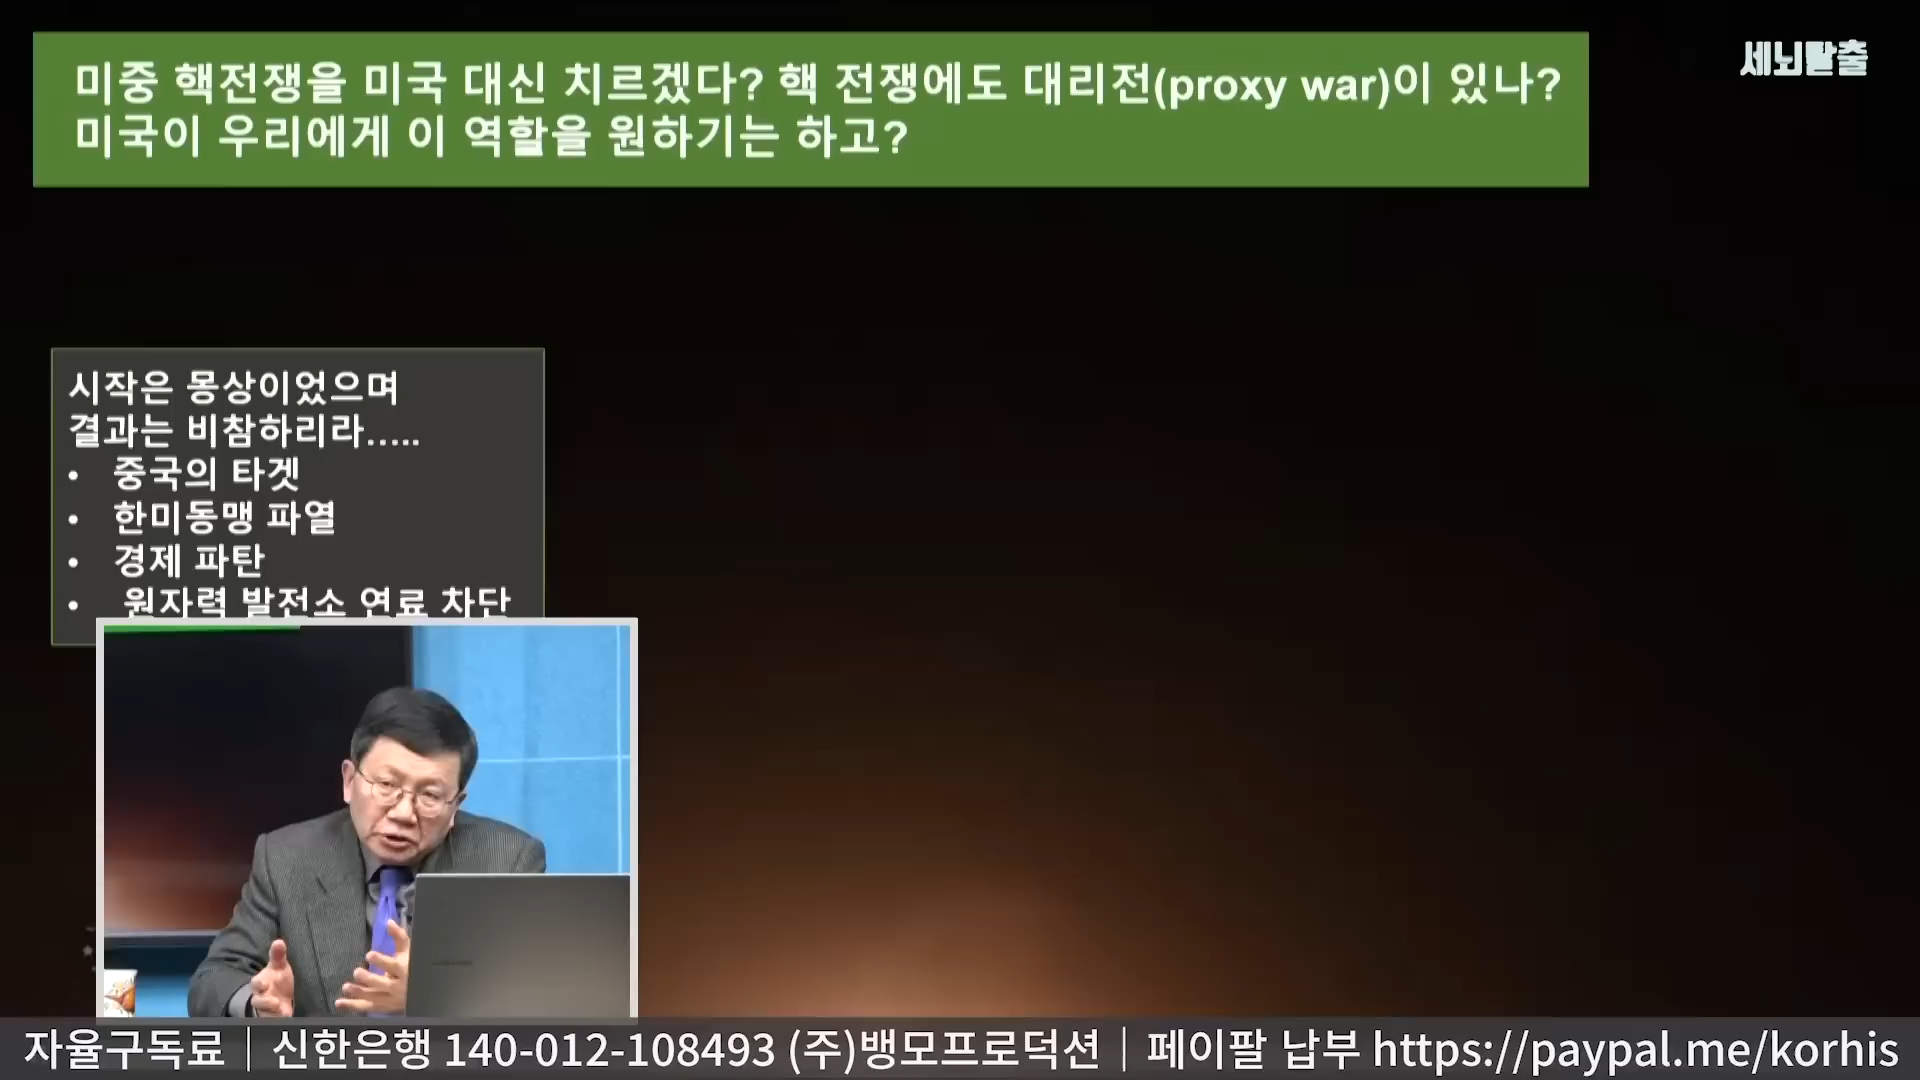 미중 핵전쟁을 미국 대신 치르겠다? 핵 전쟁에도 대리전(proxy war)이 있나?
미국이 우리에게 이 역할을 원하기는 하고?
세뇌탈출
시작은 몽상이었으며
결과는 비참하리라.....
• 중국의 타겟
• 한미동맹 파열
• 경제 파탄
• 원자력 발전소 연료 차단
자율구독료｜신한은행 140-012-108493 (주)뱅모프로덕션｜페이팔 납부 https://paypal.me/korhis